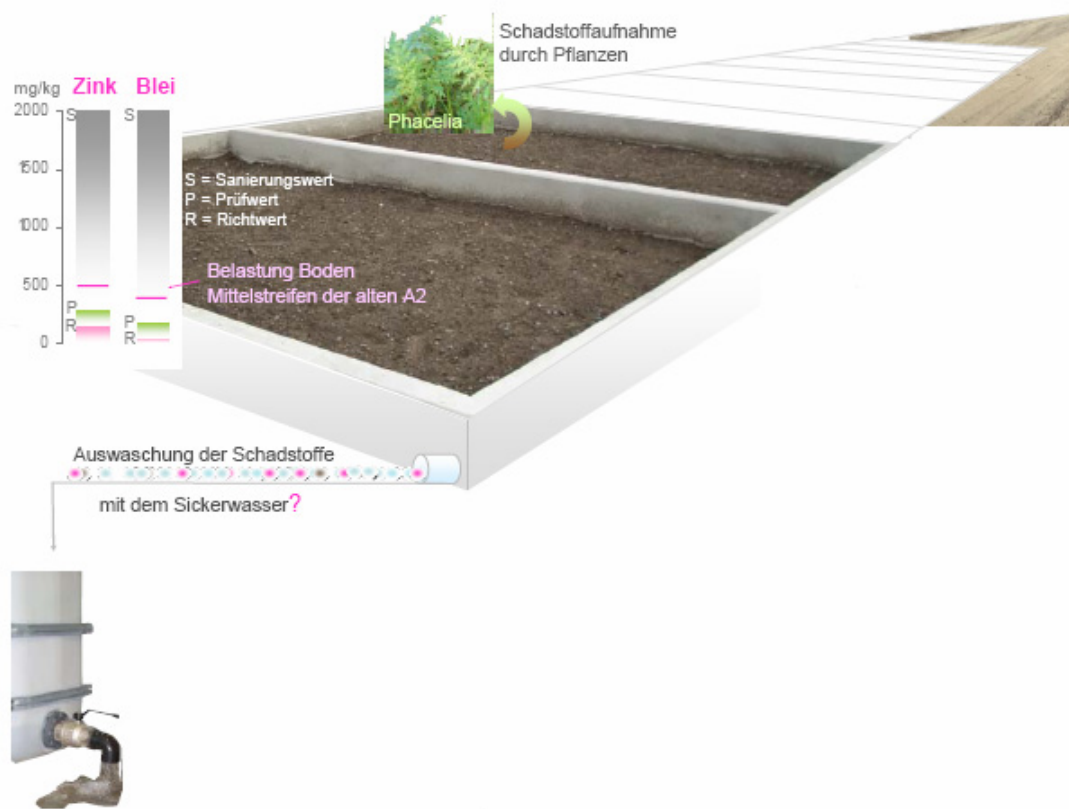 Schadstoffaufnahme
durch Pflanzen
Phacelia
mg/kg Zink Blei
2000
S S
1500
1000
500
P P
R R
0
S = Sanierungswert
P = Prüfwert
R = Richtwert
Belastung Boden
Mittelstreifen der alten A2
Auswaschung der Schadstoffe
mit dem Sickerwasser?